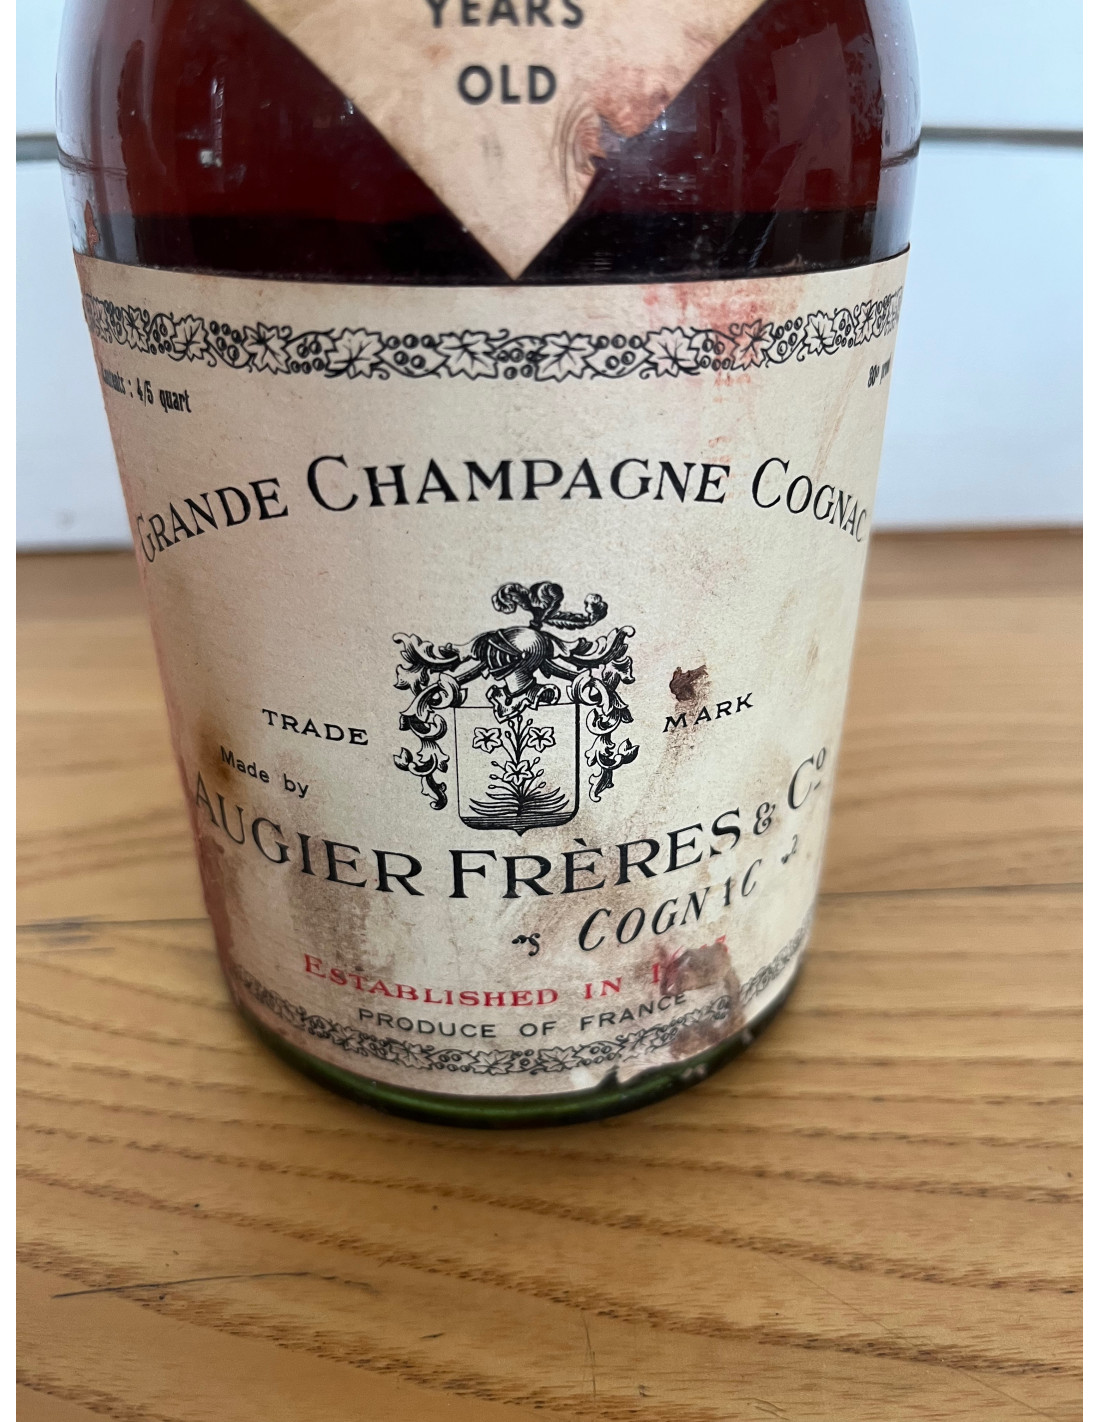 YEARS
OLD
: 4/5 quart
GRANDE CHAMPAGNE COGNAC
TRADE MARK
Made by
AUGIER FRÈRES & Cº
COGNAC
ESTABLISHED IN
PRODUCE OF FRANCE